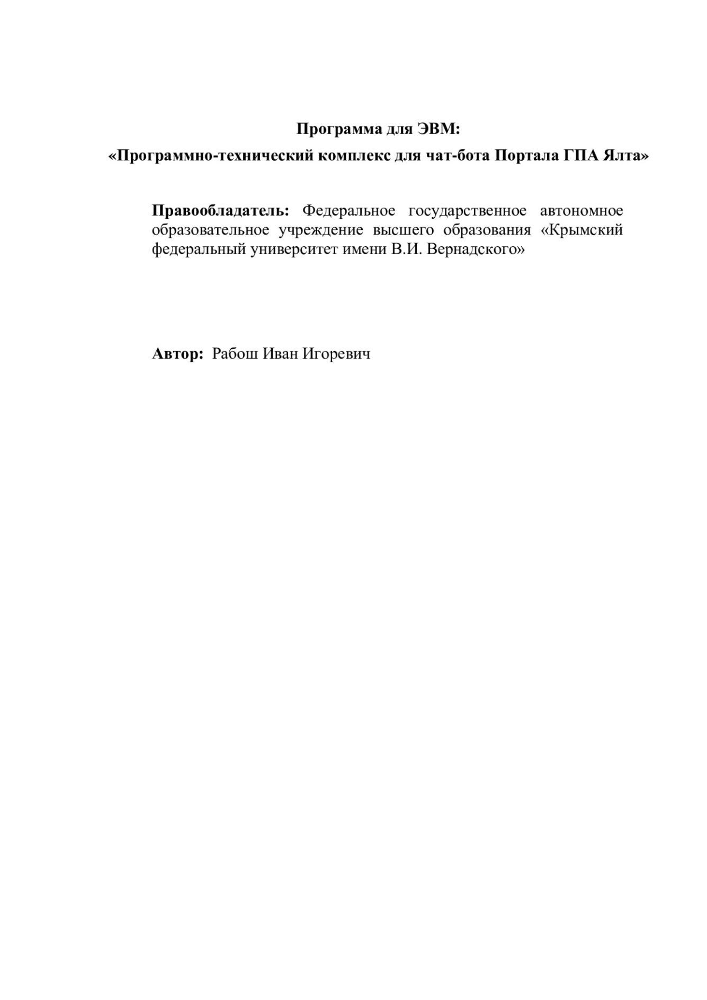 Программа для ЭВМ:
«Программно-технический комплекс для чат-бота Портала ГПА Ялта»
Правообладатель: Федеральное государственное автономное
образовательное учреждение высшего образования «Крымский
федеральный университет имени В.И. Вернадского»
Автор: Рабош Иван Игоревич